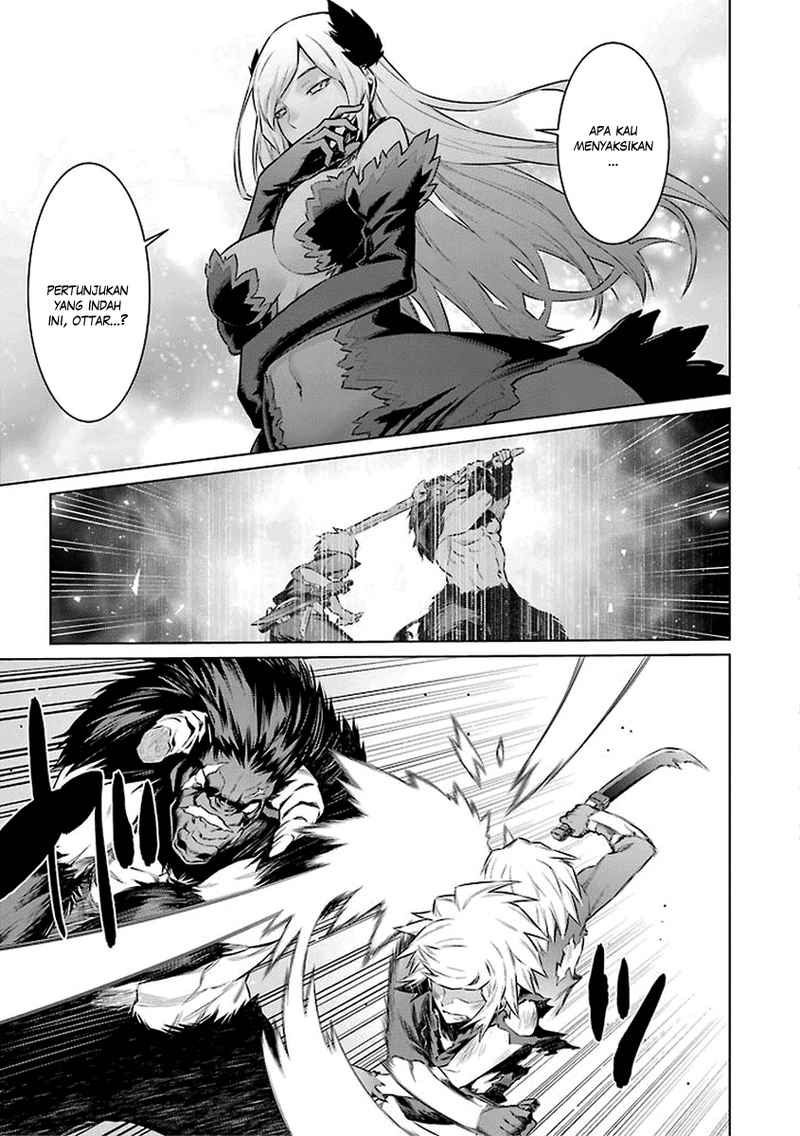 APA KAU
MENYAKSIKAN
...
PERTUNJUKAN
YANG INDAH
INI, OTTAR...?